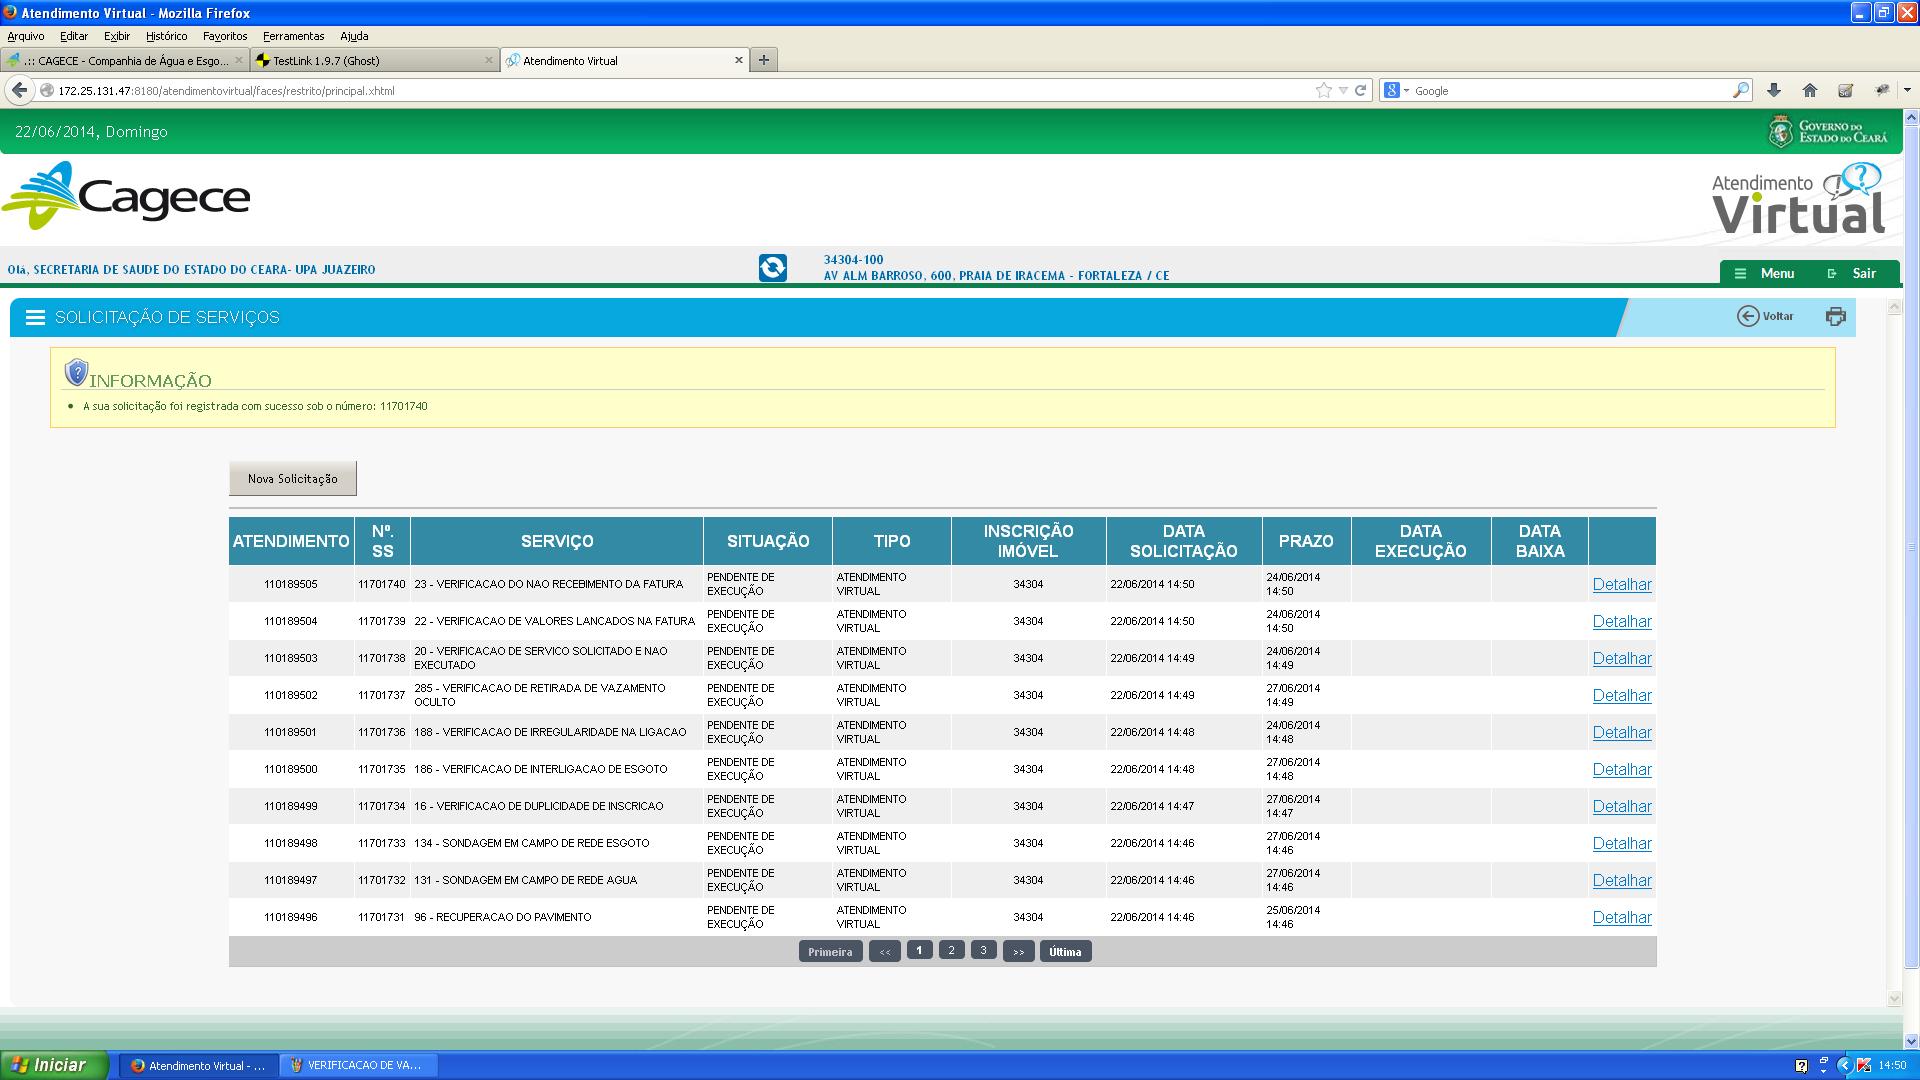 Atendimento Virtual - Mozilla Firefox
Arquivo Editar Exibir Histórico Favoritos Ferramentas Ajuda
.:: CAGECE - Companhia de Água e Esgo...
TestLink 1.9.7 (Ghost)
Atendimento Virtual
172.25.131.47:8180/atendimentovirtual/faces/restrito/principal.xhtml
Google
22/06/2014, Domingo
GOVERNO DO
ESTADO DO CEARÁ
Cagece
Atendimento
Virtual
Olá, SECRETARIA DE SAUDE DO ESTADO DO CEARA- UPA JUAZEIRO
34304-100
AV ALM BARROSO, 600, PRAIA DE IRACEMA - FORTALEZA / CE
Menu Sair
SOLICITAÇÃO DE SERVIÇOS
Voltar
INFORMAÇÃO
• A sua solicitação foi registrada com sucesso sob o número: 11701740
Nova Solicitação
ATENDIMENTO Nº. SS SERVIÇO SITUAÇÃO TIPO INSCRIÇÃO IMÓVEL DATA SOLICITAÇÃO PRAZO DATA EXECUÇÃO DATA BAIXA
110189505 11701740 23 - VERIFICACAO DO NAO RECEBIMENTO DA FATURA PENDENTE DE EXECUÇÃO ATENDIMENTO VIRTUAL 34304 22/06/2014 14:50 24/06/2014 14:50 Detalhar
110189504 11701739 22 - VERIFICACAO DE VALORES LANCADOS NA FATURA PENDENTE DE EXECUÇÃO ATENDIMENTO VIRTUAL 34304 22/06/2014 14:50 24/06/2014 14:50 Detalhar
110189503 11701738 20 - VERIFICACAO DE SERVICO SOLICITADO E NAO EXECUTADO PENDENTE DE EXECUÇÃO ATENDIMENTO VIRTUAL 34304 22/06/2014 14:49 24/06/2014 14:49 Detalhar
110189502 11701737 285 - VERIFICACAO DE RETIRADA DE VAZAMENTO OCULTO PENDENTE DE EXECUÇÃO ATENDIMENTO VIRTUAL 34304 22/06/2014 14:49 27/06/2014 14:49 Detalhar
110189501 11701736 188 - VERIFICACAO DE IRREGULARIDADE NA LIGACAO PENDENTE DE EXECUÇÃO ATENDIMENTO VIRTUAL 34304 22/06/2014 14:48 24/06/2014 14:48 Detalhar
110189500 11701735 186 - VERIFICACAO DE INTERLIGACAO DE ESGOTO PENDENTE DE EXECUÇÃO ATENDIMENTO VIRTUAL 34304 22/06/2014 14:48 27/06/2014 14:48 Detalhar
110189499 11701734 16 - VERIFICACAO DE DUPLICIDADE DE INSCRICAO PENDENTE DE EXECUÇÃO ATENDIMENTO VIRTUAL 34304 22/06/2014 14:47 27/06/2014 14:47 Detalhar
110189498 11701733 134 - SONDAGEM EM CAMPO DE REDE ESGOTO PENDENTE DE EXECUÇÃO ATENDIMENTO VIRTUAL 34304 22/06/2014 14:46 27/06/2014 14:46 Detalhar
110189497 11701732 131 - SONDAGEM EM CAMPO DE REDE AGUA PENDENTE DE EXECUÇÃO ATENDIMENTO VIRTUAL 34304 22/06/2014 14:46 27/06/2014 14:46 Detalhar
110189496 11701731 96 - RECUPERACAO DO PAVIMENTO PENDENTE DE EXECUÇÃO ATENDIMENTO VIRTUAL 34304 22/06/2014 14:46 25/06/2014 14:46 Detalhar
Primeira << 1 2 3 >> Última
Iniciar
Atendimento Virtual - ...
VERIFICACAO DE VA...
14:50